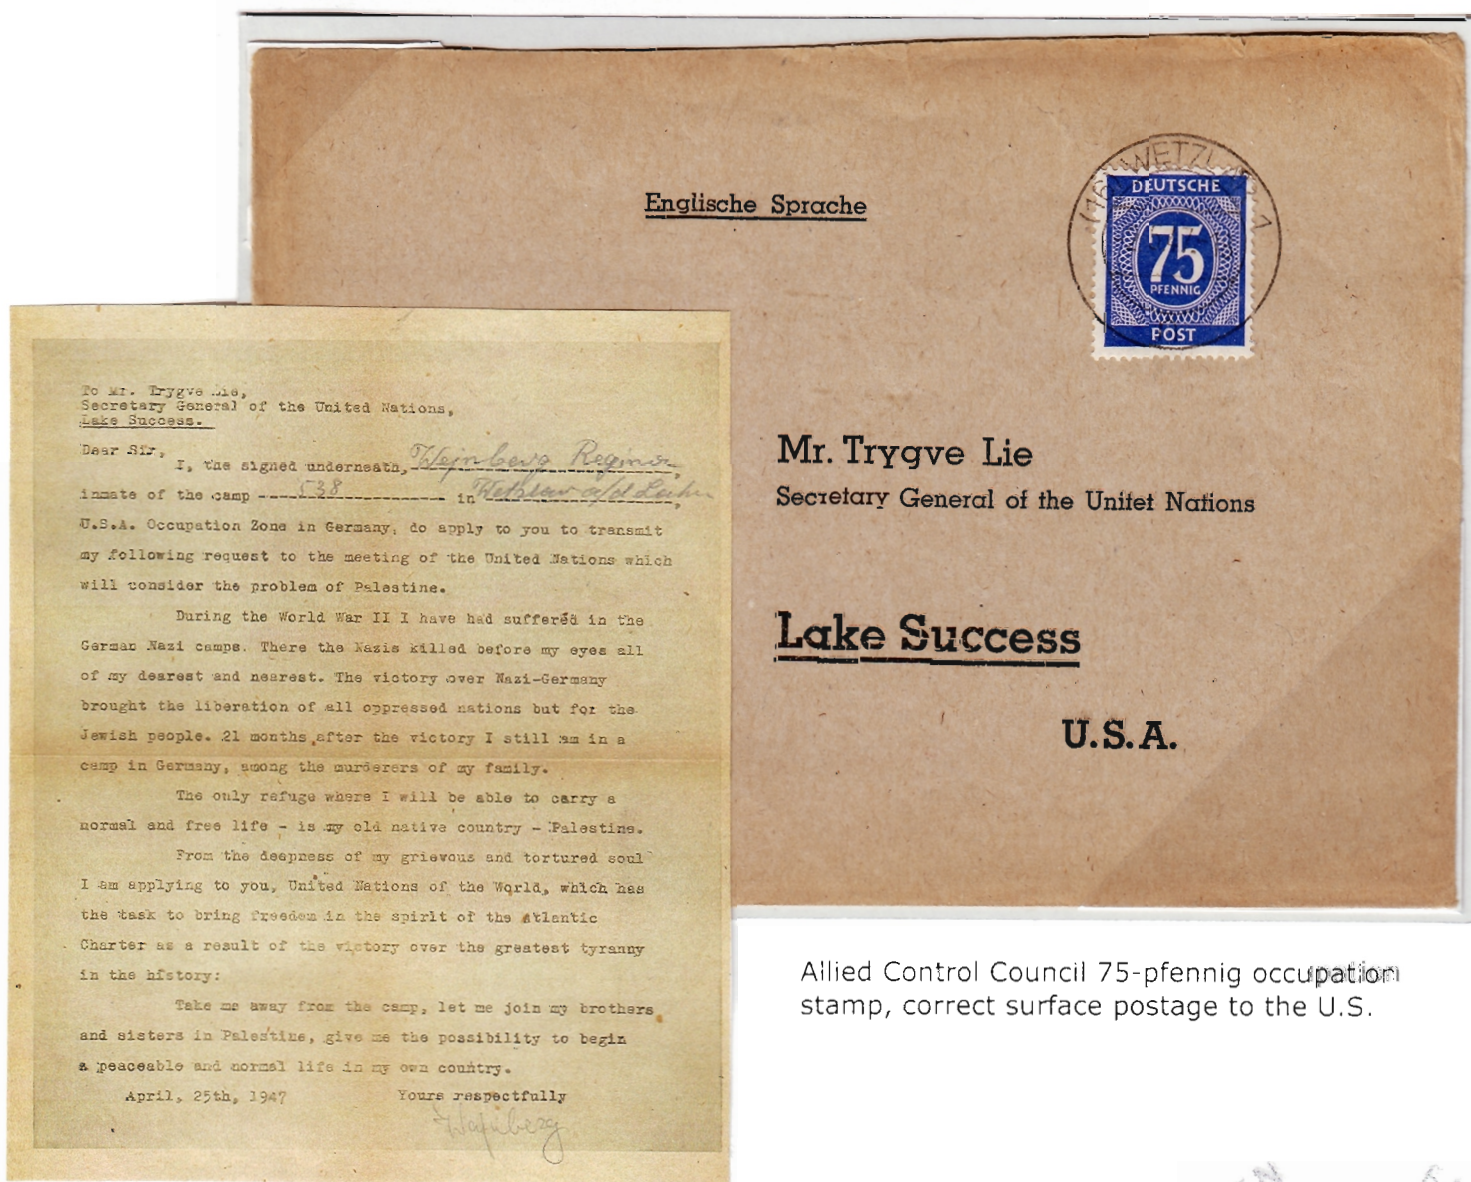 Englische Sprache
(16) WETZLAR 1
DEUTSCHE
75
PFENNIG
POST
Mr. Trygve Lie
Secretary General of the Unitet Nations
Lake Success
U.S.A.
To Mr. Trygve Lie,
Secretary General of the United Nations,
Lake Success.
Dear Sir,
I, the signed underneath, Wejnberg Regina,
inmate of the camp 538 in Wetzlar a/d Lahn,
U.S.A. Occupation Zone in Germany, do apply to you to transmit
my following request to the meeting of the United Nations which
will consider the problem of Palestine.
During the World War II I have had suffered in the
German Nazi camps. There the Nazis killed before my eyes all
of my dearest and nearest. The victory over Nazi-Germany
brought the liberation of all oppressed nations but for the
Jewish people. 21 months after the victory I still am in a
camp in Germany, among the murderers of my family.
The only refuge where I will be able to carry a
normal and free life - is my old native country - Palestine.
From the deepness of my grievous and tortured soul
I am applying to you, United Nations of the World, which has
the task to bring freedom in the spirit of the Atlantic
Charter as a result of the victory over the greatest tyranny
in the history:
Take me away from the camp, let me join my brothers
and sisters in Palestine, give me the possibility to begin
a peaceable and normal life in my own country.
April, 25th, 1947 Yours respectfully
Wajnberg
Allied Control Council 75-pfennig occupation
stamp, correct surface postage to the U.S.